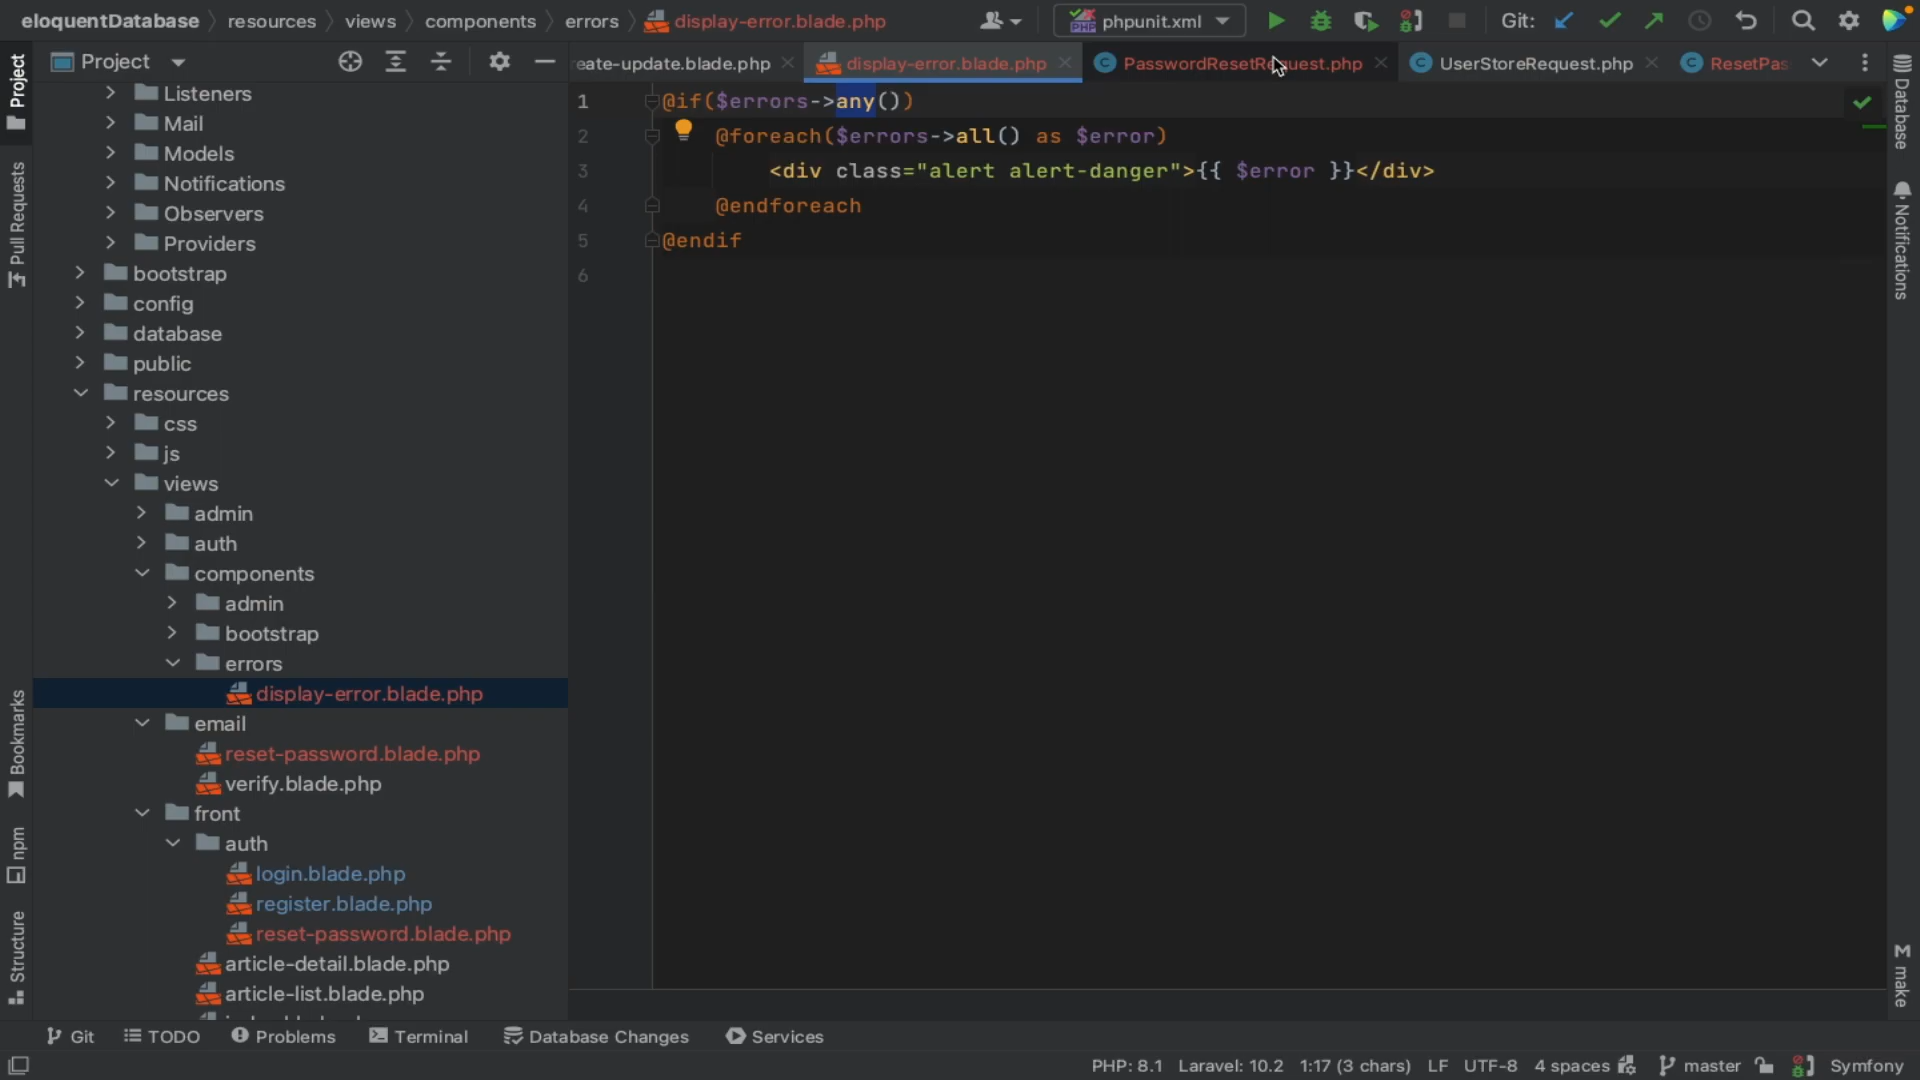 eloquentDatabase resources views components errors display-error.blade.php
phpunit.xml
Git:
Project
eate-update.blade.php
display-error.blade.php
PasswordResetRequest.php
UserStoreRequest.php
ResetPas
Project
Pull Requests
Bookmarks
npm
Structure
Listeners
Mail
Models
Notifications
Observers
Providers
bootstrap
config
database
public
resources
css
js
views
admin
auth
components
admin
bootstrap
errors
display-error.blade.php
email
reset-password.blade.php
verify.blade.php
front
auth
login.blade.php
register.blade.php
reset-password.blade.php
article-detail.blade.php
article-list.blade.php
1 @if($errors->any())
2 @foreach($errors->all() as $error)
3 <div class="alert alert-danger">{{ $error }}</div>
4 @endforeach
5 @endif
6
Database
Notifications
make
Git TODO Problems Terminal Database Changes Services
PHP: 8.1 Laravel: 10.2 1:17 (3 chars) LF UTF-8 4 spaces master Symfony